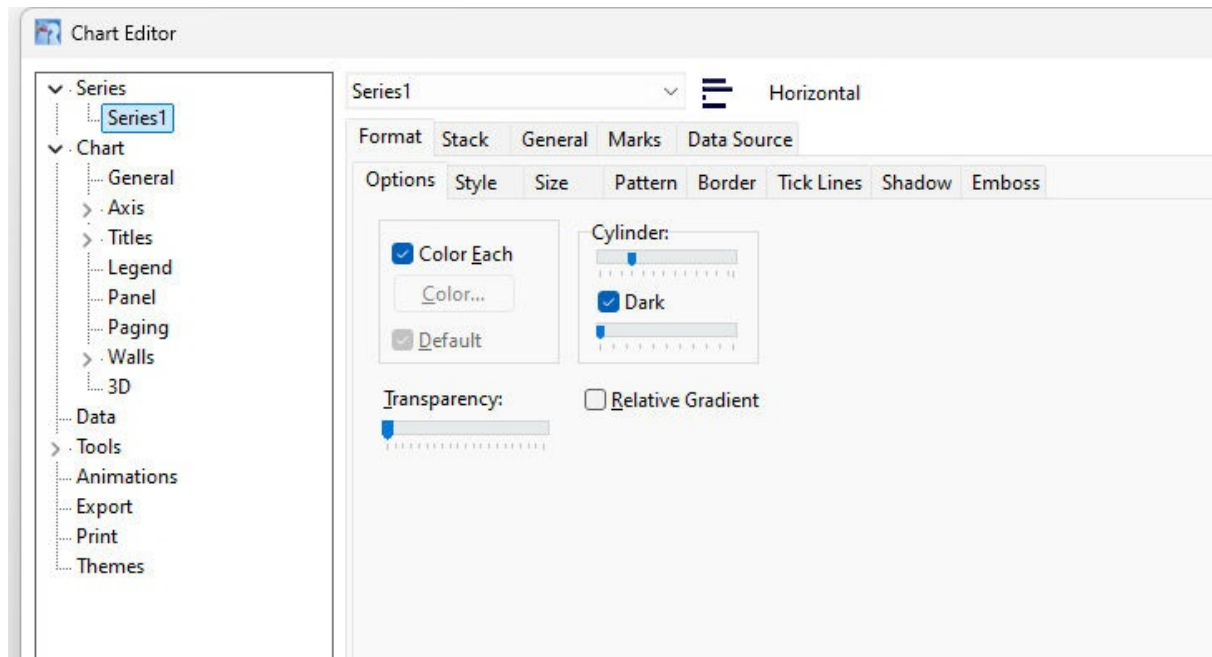 Chart Editor
Series
Series1
Chart
General
Axis
Titles
Legend
Panel
Paging
Walls
3D
Data
Tools
Animations
Export
Print
Themes
Series1 Horizontal
Format Stack General Marks Data Source
Options Style Size Pattern Border Tick Lines Shadow Emboss
Color Each
Color...
Default
Cylinder:
Dark
Transparency:
Relative Gradient